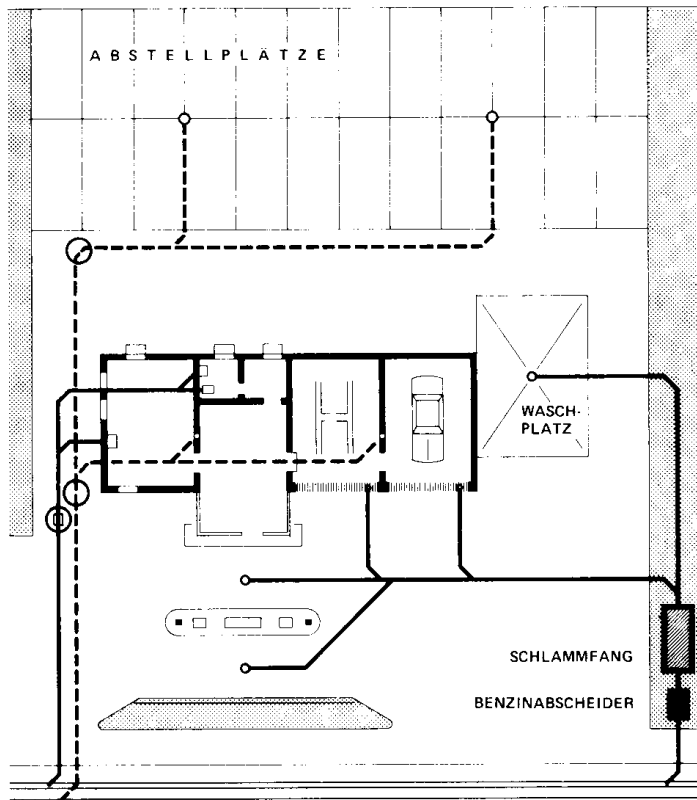 ABSTELLPLÄTZE
WASCH-
PLATZ
SCHLAMMFANG
BENZINABSCHEIDER